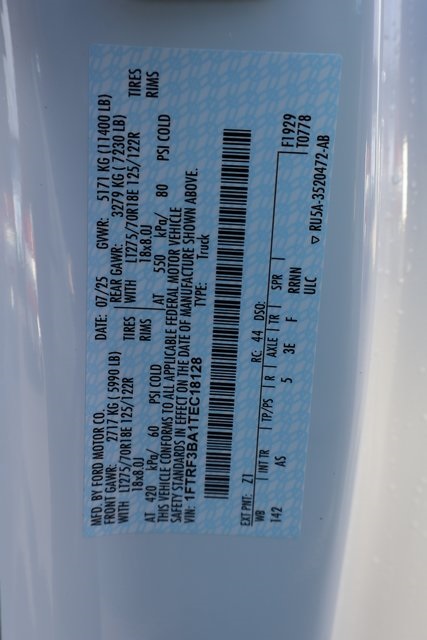 MFD. BY FORD MOTOR CO.
DATE: 07/25 GVWR: 5171 KG (11400 LB)
FRONT GAWR: 2717 KG (5990 LB)
REAR GAWR: 3279 KG (7230 LB)
WITH LT275/70R18E 125/122R TIRES
WITH LT275/70R18E 125/122R TIRES
18x8.0J RIMS
18x8.0J RIMS
AT 420 kPa/ 60 PSI COLD
AT 550 kPa/ 80 PSI COLD
THIS VEHICLE CONFORMS TO ALL APPLICABLE FEDERAL MOTOR VEHICLE
SAFETY STANDARDS IN EFFECT ON THE DATE OF MANUFACTURE SHOWN ABOVE.
VIN: 1FTRF3BA1TEC18128
TYPE: Truck
EXT PNT: Z1 RC: 44 DSO: F1929
WB INT TR TP/PS R AXLE TR SPR T0778
142 AS 5 3E F RRNN
ULC
▽ RU5A-3520472-AB